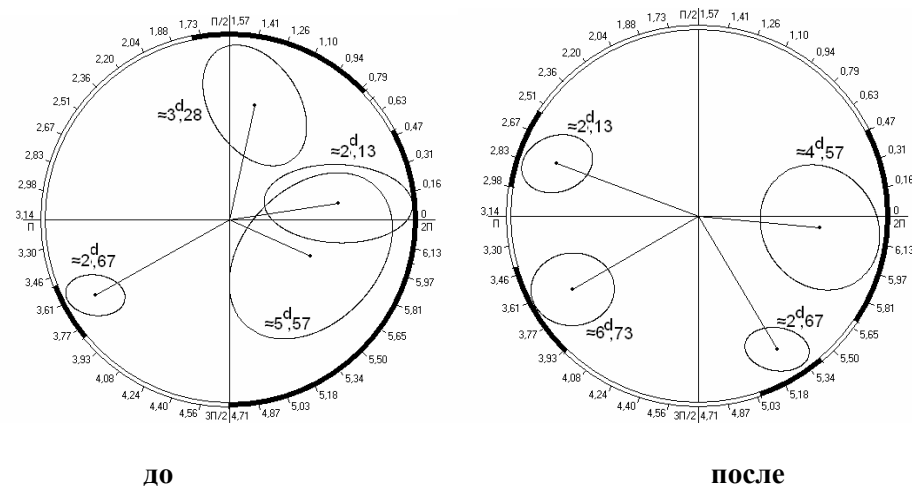 П/2 1,57
1,73 1,41
1,88 1,26
2,04 1,10
2,20 0,94
2,36 0,79
≈3ᵈ,28
2,51 0,63
2,67 0,47
≈2ᵈ,13
2,83 0,31
2,98 0,16
3,14 0
П 2П
3,30 6,13
≈2ᵈ,67
3,46 5,97
3,61 5,81
≈5ᵈ,57
3,77 5,65
3,93 5,50
4,08 5,34
4,24 5,18
4,40 5,03
4,56 4,87
3П/2 4,71
до
П/2 1,57
1,73 1,41
1,88 1,26
2,04 1,10
2,20 0,94
2,36 0,79
2,51 0,63
2,67 0,47
≈2ᵈ,13
≈4ᵈ,57
2,83 0,31
2,98 0,16
3,14 0
П 2П
3,30 6,13
3,46 5,97
3,61 5,81
≈6ᵈ,73
≈2ᵈ,67
3,77 5,65
3,93 5,50
4,08 5,34
4,24 5,18
4,40 5,03
4,56 4,87
3П/2 4,71
после